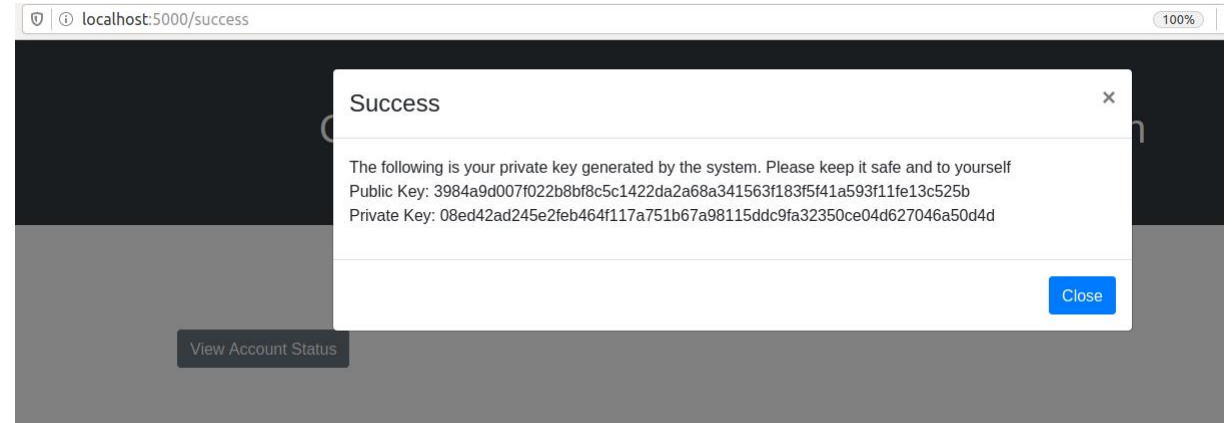 localhost:5000/success
100%
Success
×
The following is your private key generated by the system. Please keep it safe and to yourself
Public Key: 3984a9d007f022b8bf8c5c1422da2a68a341563f183f5f41a593f11fe13c525b
Private Key: 08ed42ad245e2feb464f117a751b67a98115ddc9fa32350ce04d627046a50d4d
Close
View Account Status